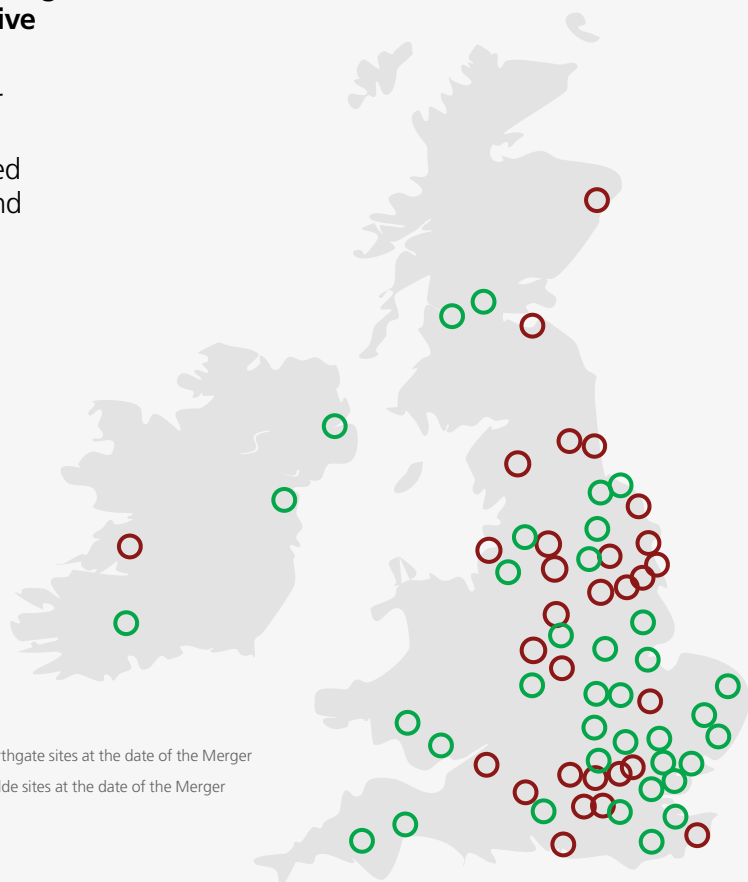 ive
ed
nd
rthgate sites at the date of the Merger
lde sites at the date of the Merger